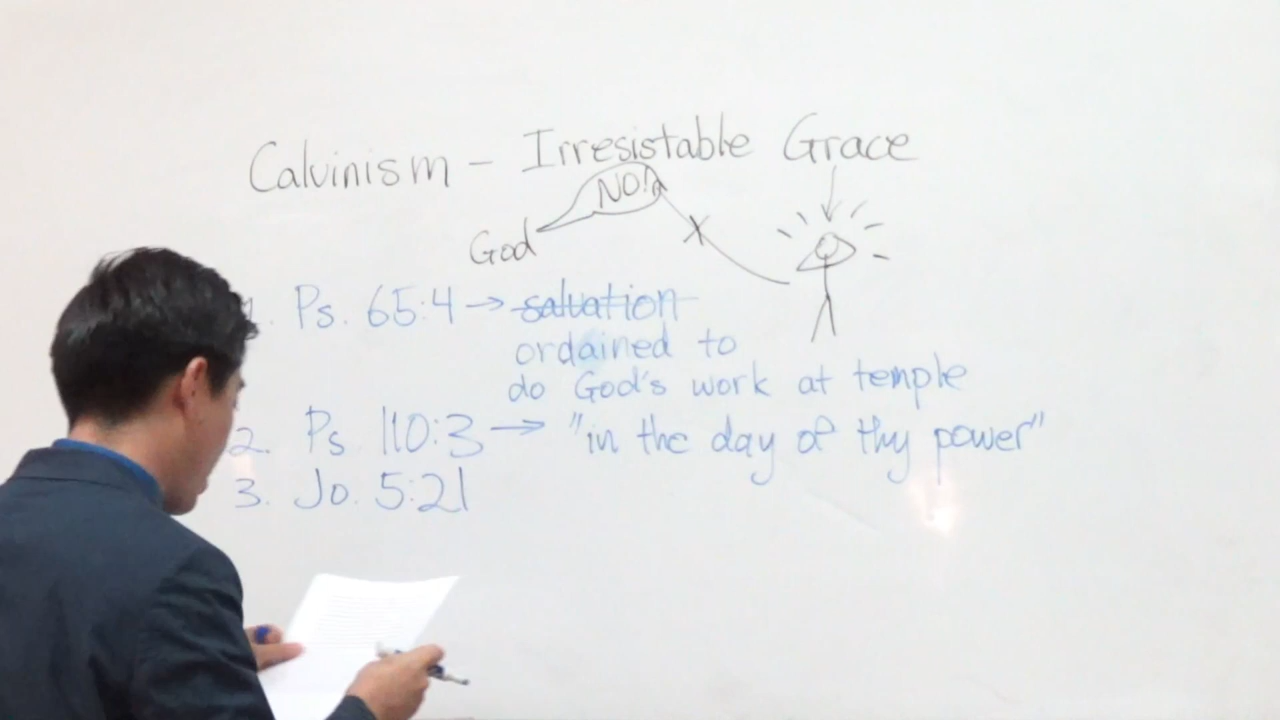 Calvinism - Irresistable Grace
NO!
God
1. Ps. 65:4 → salvation
ordained to
do God's work at temple
2. Ps 110:3 → "in the day of thy power"
3. Jo. 5:21